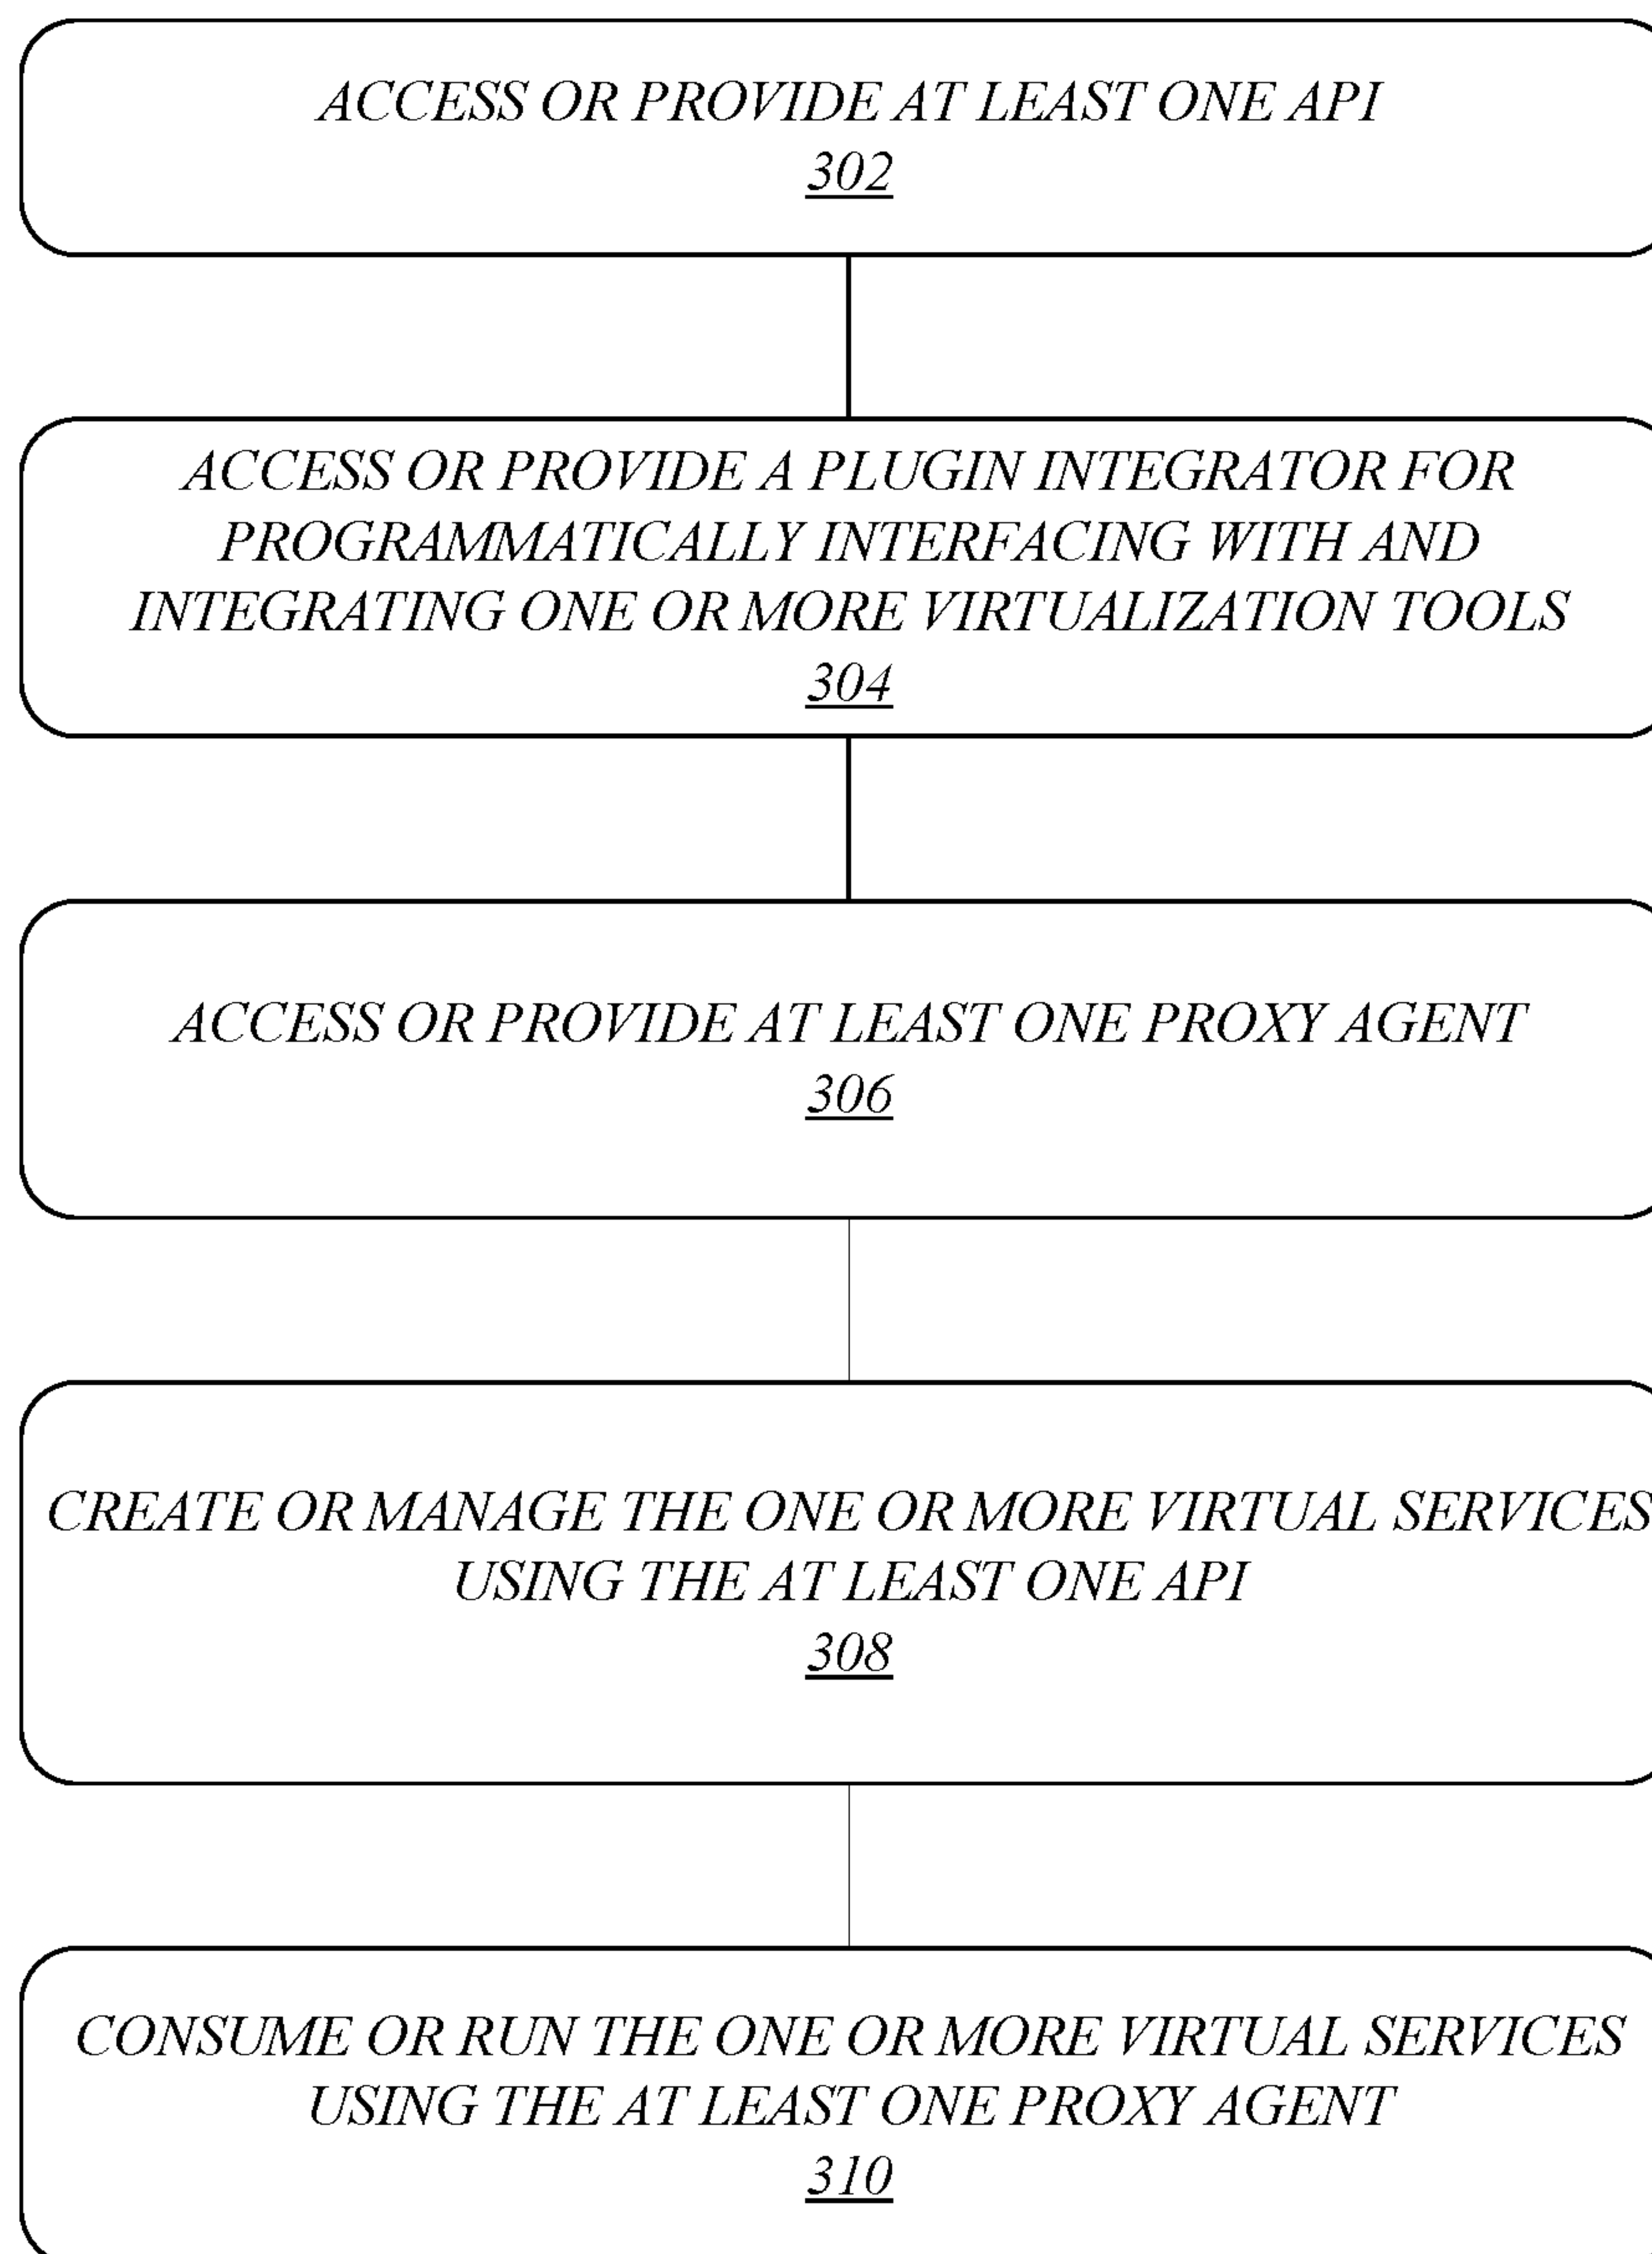 ACCESS OR PROVIDE AT LEAST ONE API
302
ACCESS OR PROVIDE A PLUGIN INTEGRATOR FOR
PROGRAMMATICALLY INTERFACING WITH AND
INTEGRATING ONE OR MORE VIRTUALIZATION TOOLS
304
ACCESS OR PROVIDE AT LEAST ONE PROXY AGENT
306
CREATE OR MANAGE THE ONE OR MORE VIRTUAL SERVICES
USING THE AT LEAST ONE API
308
CONSUME OR RUN THE ONE OR MORE VIRTUAL SERVICES
USING THE AT LEAST ONE PROXY AGENT
310